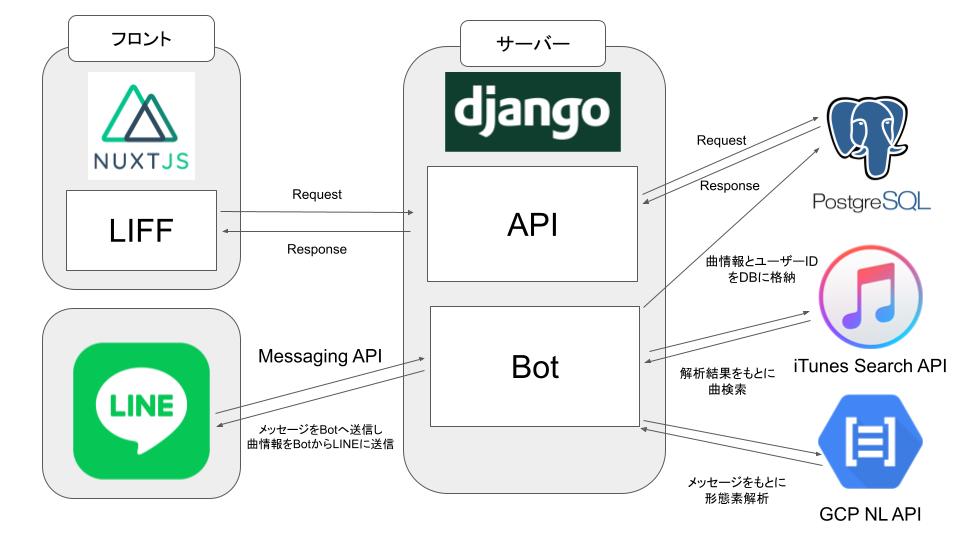 フロント
サーバー
NUXTJS
django
LIFF
Request
Response
API
Request
Response
PostgreSQL
曲情報とユーザーID
をDBに格納
LINE
Messaging API
メッセージをBotへ送信し
曲情報をBotからLINEに送信
Bot
解析結果をもとに
曲検索
iTunes Search API
メッセージをもとに
形態素解析
GCP NL API